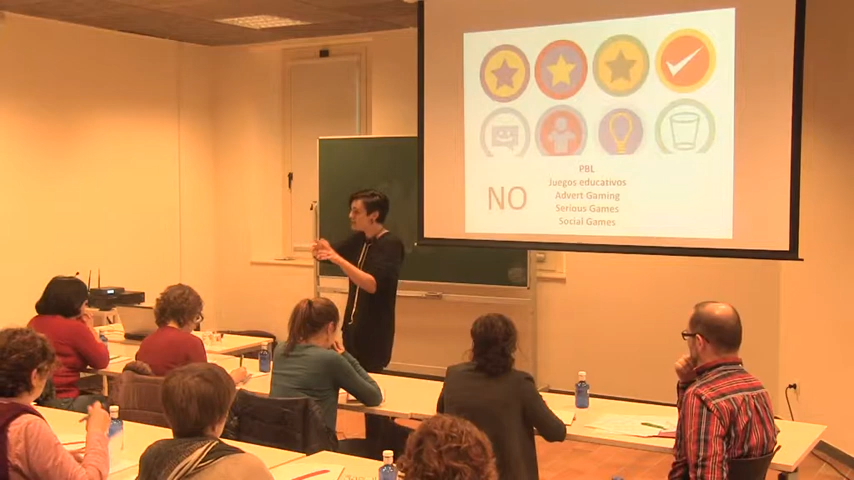 PBL
Juegos educativos
NO
Advert Gaming
Serious Games
Social Games